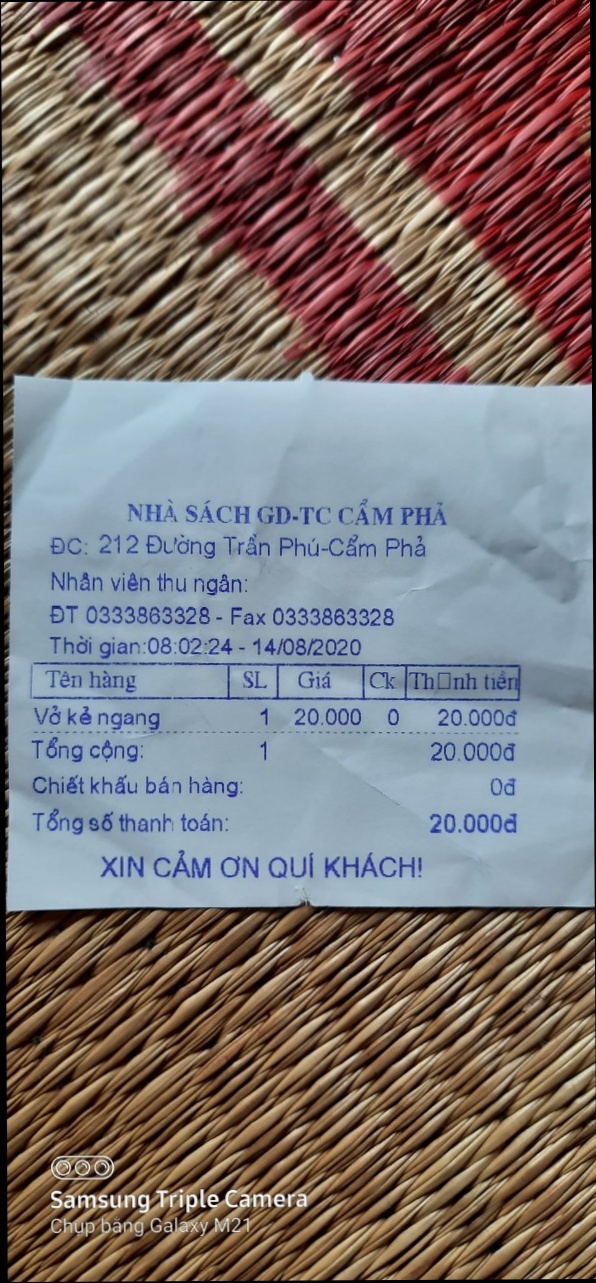 NHÀ SÁCH GD-TC CẨM PHẢ
ĐC: 212 Đường Trần Phú-Cẩm Phả
Nhân viên thu ngân:
ĐT 0333863328 - Fax 0333863328
Thời gian:08:02:24 - 14/08/2020
Tên hàng SL Giá Ck Th□nh tiền
Vở kẻ ngang 1 20.000 0 20.000đ
Tổng cộng: 1 20.000đ
Chiết khấu bán hàng: 0đ
Tổng số thanh toán: 20.000đ
XIN CẢM ƠN QUÍ KHÁCH!
Samsung Triple Camera
Chụp bằng Galaxy M21